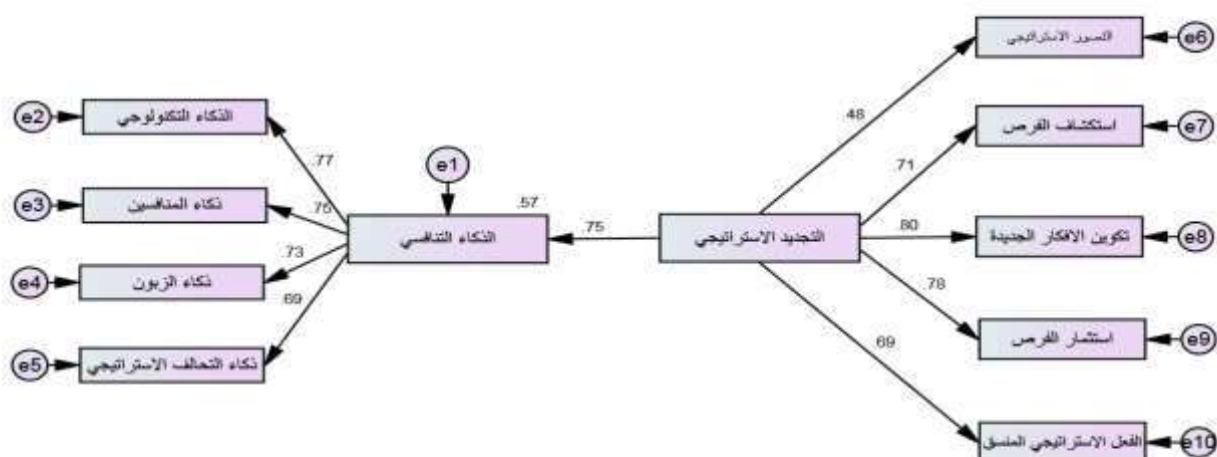 التصور الاستراتيجي
e6
.48
e2
الذكاء التكنولوجي
استكشاف الفرص
e7
.77
e1
.71
e3
ذكاء المنافسين
.75
.57
الذكاء التنافسي
.75
التجديد الاستراتيجي
.80
تكوين الافكار الجديدة
e8
.73
e4
ذكاء الزبون
.69
.78
e5
ذكاء التحالف الاستراتيجي
استثمار الفرص
e9
.69
الفعل الاستراتيجي المنسق
e10